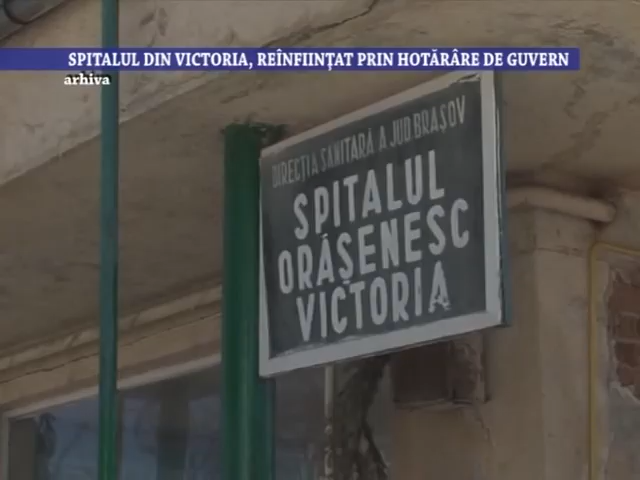 SPITALUL DIN VICTORIA, REÎNFIINȚAT PRIN HOTĂRÂRE DE GUVERN
arhiva
DIRECȚIA SANITARĂ A JUD BRAȘOV
SPITALUL
ORĂȘENESC
VICTORIA